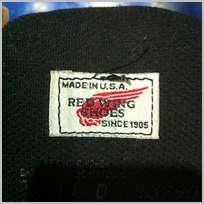 MADE IN U.S.A.
RED WING
SHOES
SINCE 1905